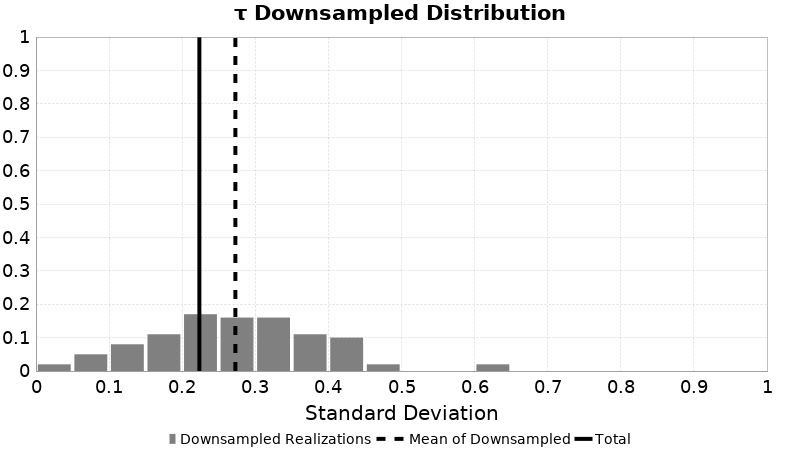 τ Downsampled Distribution
1
0.9
0.8
0.7
0.6
0.5
0.4
0.3
0.2
0.1
0
0 0.1 0.2 0.3 0.4 0.5 0.6 0.7 0.8 0.9 1
Standard Deviation
Downsampled Realizations Mean of Downsampled Total